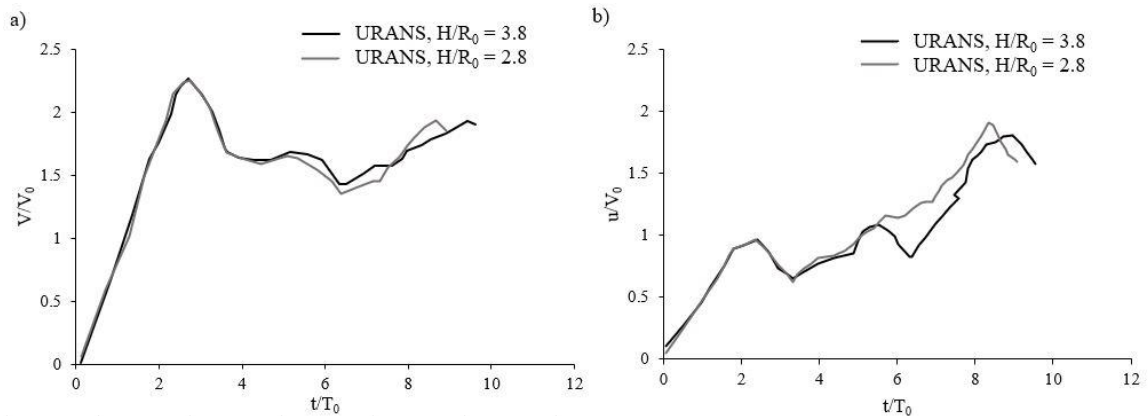 a)
URANS, H/R₀ = 3.8
URANS, H/R₀ = 2.8
2.5
2
1.5
1
0.5
0
V/V₀
0 2 4 6 8 10 12
t/T₀
b)
URANS, H/R₀ = 3.8
URANS, H/R₀ = 2.8
2.5
2
1.5
1
0.5
0
u/V₀
0 2 4 6 8 10 12
t/T₀